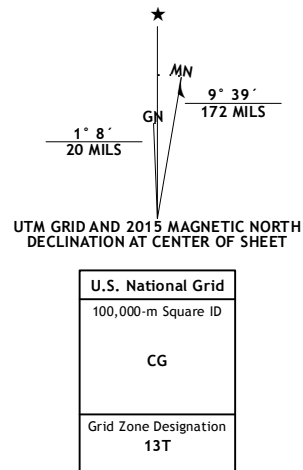 MN
GN
9° 39´
172 MILS
1° 8´
20 MILS
UTM GRID AND 2015 MAGNETIC NORTH
DECLINATION AT CENTER OF SHEET
U.S. National Grid
100,000-m Square ID
CG
Grid Zone Designation
13T